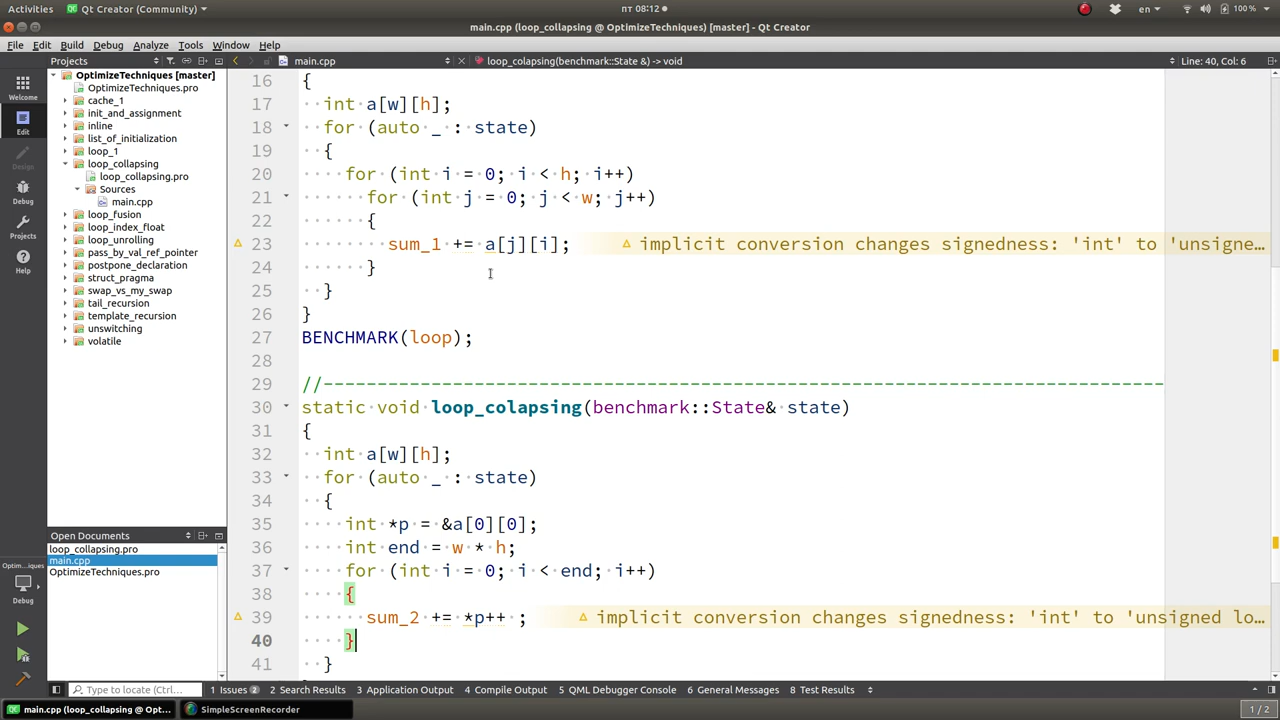 Activities
Qt Creator (Community)
пт 08:12
en
100 %
main.cpp (loop_collapsing @ OptimizeTechniques) [master] - Qt Creator
File Edit Build Debug Analyze Tools Window Help
Projects
main.cpp
loop_colapsing(benchmark::State &) -> void
Line: 40, Col: 6
Welcome
Edit
Design
Debug
Projects
Help
Optim...iques
Debug
OptimizeTechniques [master]
OptimizeTechniques.pro
cache_1
init_and_assignment
inline
list_of_initialization
loop_1
loop_collapsing
loop_collapsing.pro
Sources
main.cpp
loop_fusion
loop_index_float
loop_unrolling
pass_by_val_ref_pointer
postpone_declaration
struct_pragma
swap_vs_my_swap
tail_recursion
template_recursion
unswitching
volatile
Open Documents
loop_collapsing.pro
main.cpp
OptimizeTechniques.pro
16 {
17 int a[w][h];
18 for (auto _ : state)
19 {
20 for (int i = 0; i < h; i++)
21 for (int j = 0; j < w; j++)
22 {
23 sum_1 += a[j][i]; implicit conversion changes signedness: 'int' to 'unsigne...
24 }
25 }
26 }
27 BENCHMARK(loop);
28
29 //------------------------------------------------------------------------------
30 static void loop_colapsing(benchmark::State& state)
31 {
32 int a[w][h];
33 for (auto _ : state)
34 {
35 int *p = &a[0][0];
36 int end = w * h;
37 for (int i = 0; i < end; i++)
38 {
39 sum_2 += *p++ ; implicit conversion changes signedness: 'int' to 'unsigned lo...
40 }
41 }
Type to locate (Ctrl+...
1 Issues 2
2 Search Results
3 Application Output
4 Compile Output
5 QML Debugger Console
6 General Messages
8 Test Results
main.cpp (loop_collapsing @ Opt...
SimpleScreenRecorder
1 / 2